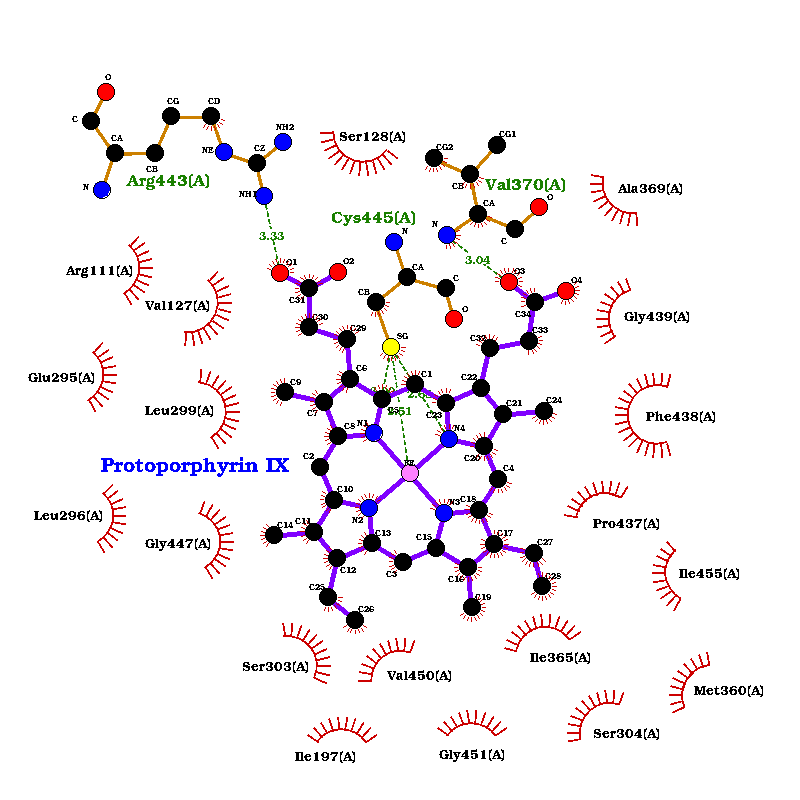 O
CG
CD
C
CA
CB
N
NE
CZ
NH2
NH1
Arg443(A)
Ser128(A)
CG2
CG1
CB
CA
Val370(A)
O
N
C
Ala369(A)
Cys445(A)
N
CA
C
CB
O
SG
3.33
3.04
O1
O2
C31
O3
O4
C34
Arg111(A)
Val127(A)
Gly439(A)
C30
C29
C32
C33
Glu295(A)
C6
C1
C22
C9
C7
C21
C24
C23
2.51
Leu299(A)
Phe438(A)
C8
N1
N4
C20
Protoporphyrin IX
C2
C4
C10
N2
N3
C18
Leu296(A)
Gly447(A)
Pro437(A)
C14
C11
C13
C15
C17
C12
C3
C16
C27
C28
Ile455(A)
C25
C26
C19
Ser303(A)
Val450(A)
Ile365(A)
Met360(A)
Ile197(A)
Gly451(A)
Ser304(A)